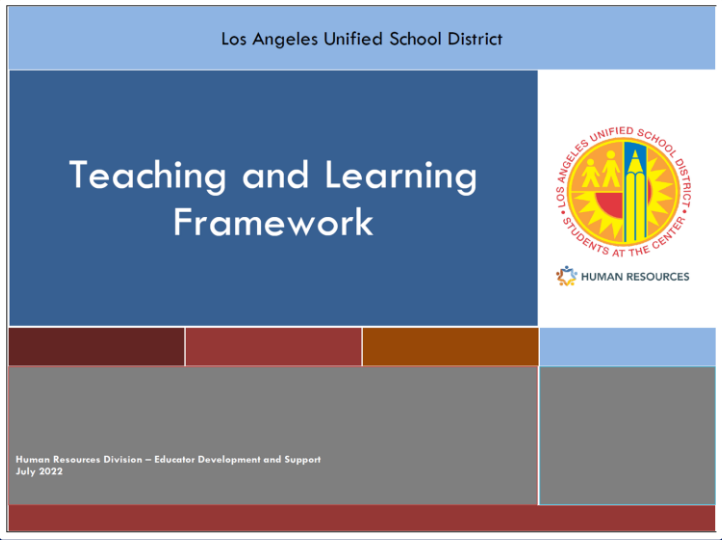 Los Angeles Unified School District
Teaching and Learning
Framework
LOS ANGELES UNIFIED SCHOOL DISTRICT • STUDENTS AT THE CENTER •
HUMAN RESOURCES
Human Resources Division – Educator Development and Support
July 2022